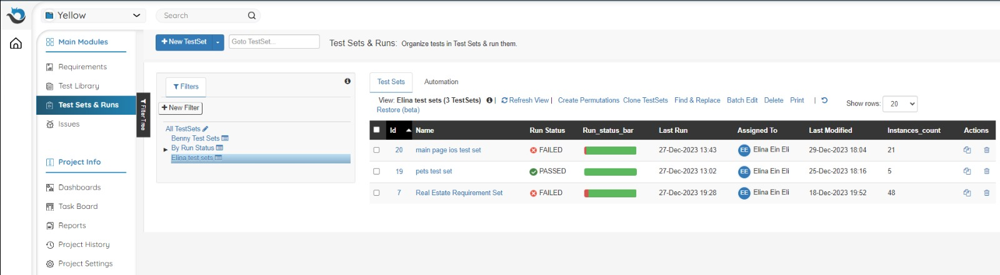 Yellow
Search
Main Modules
Requirements
Test Library
Test Sets & Runs
Issues
Project Info
Dashboards
Task Board
Reports
Project History
Project Settings
Filter Tree
+ New TestSet
Goto TestSet...
Test Sets & Runs: Organize tests in Test Sets & run them.
Filters
+ New Filter
All TestSets
Benny Test Sets
By Run Status
Elina test sets
Test Sets Automation
View: Elina test sets (3 TestSets) | Refresh View | Create Permutations Clone TestSets Find & Replace Batch Edit Delete Print |
Restore (beta)
Show rows: 20
Id Name Run Status Run_status_bar Last Run Assigned To Last Modified Instances_count Actions
20 main page ios test set FAILED 27-Dec-2023 13:43 EE Elina Ein Eli 29-Dec-2023 18:04 21
19 pets test set PASSED 27-Dec-2023 13:02 EE Elina Ein Eli 25-Dec-2023 18:16 5
7 Real Estate Requirement Set FAILED 27-Dec-2023 19:28 EE Elina Ein Eli 18-Dec-2023 19:52 48